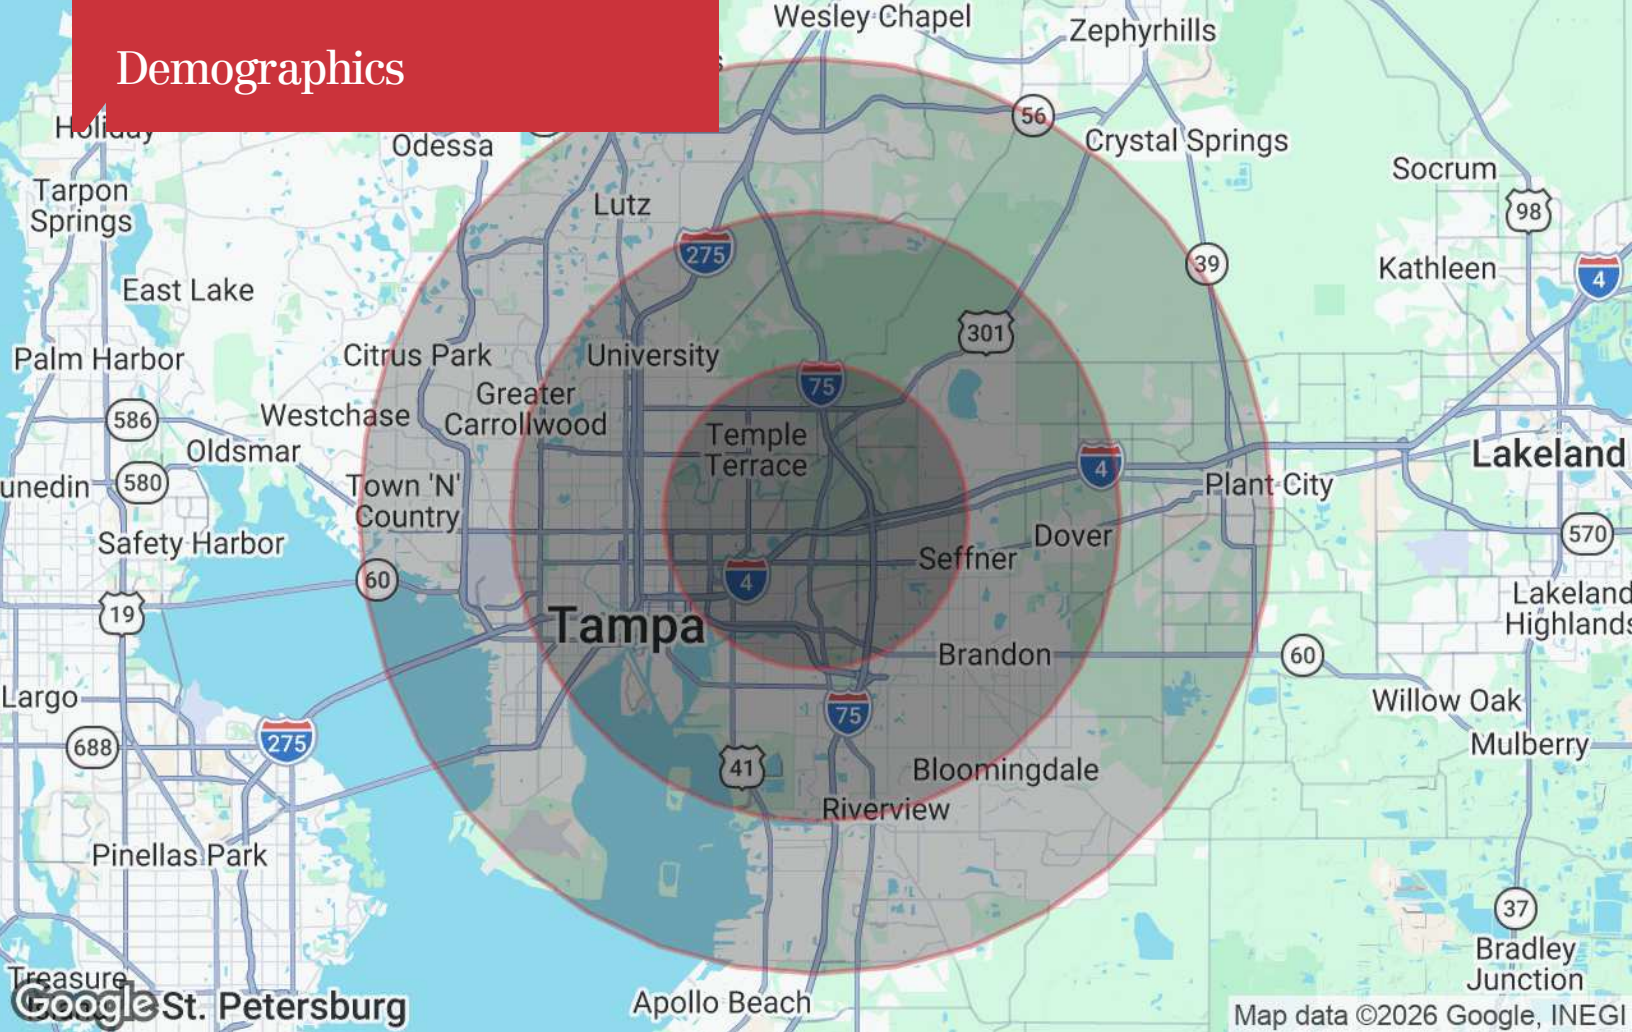 Demographics
Wesley Chapel
Zephyrhills
s
56
Holiday
Odessa
Crystal Springs
Socrum
Tarpon
Springs
Lutz
98
275
39
Kathleen
4
East Lake
301
Palm Harbor
Citrus Park
University
75
Greater
Carrollwood
586
Westchase
Temple
Terrace
Oldsmar
4
Lakeland
unedin
580
Town 'N'
Country
Plant City
Safety Harbor
Dover
570
Seffner
60
4
19
Tampa
Lakeland
Highlands
Brandon
60
Largo
Willow Oak
275
75
688
Mulberry
41
Bloomingdale
Riverview
Pinellas Park
37
Bradley
Junction
Treasure
Google
St. Petersburg
Apollo Beach
Map data ©2026 Google, INEGI